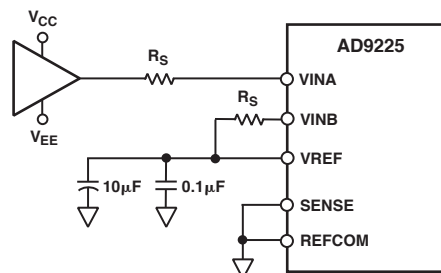 VCC
AD9225
RS
VINA
RS
VINB
VEE
VREF
10µF
0.1µF
SENSE
REFCOM